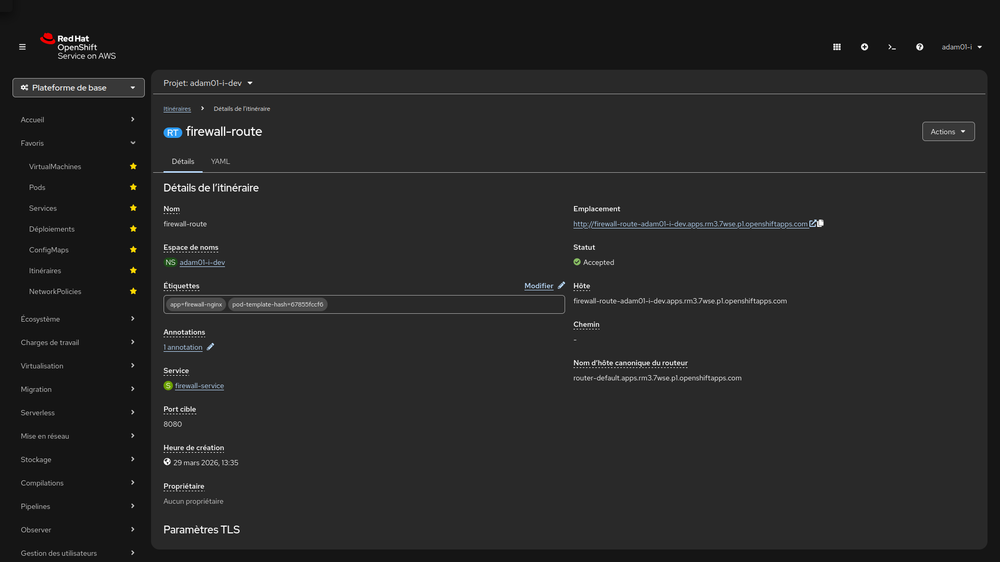 Red Hat
OpenShift
Service on AWS
adam01-i
Plateforme de base
Projet: adam01-i-dev
Accueil
Favoris
VirtualMachines
Pods
Services
Déploiements
ConfigMaps
Itinéraires
NetworkPolicies
Écosystème
Charges de travail
Virtualisation
Migration
Serverless
Mise en réseau
Stockage
Compilations
Pipelines
Observer
Gestion des utilisateurs
Itinéraires
Détails de l’itinéraire
RT firewall-route
Actions
Détails
YAML
Détails de l’itinéraire
Nom
firewall-route
Espace de noms
NS adam01-i-dev
Étiquettes
Modifier
app=firewall-nginx
pod-template-hash=67855fccf6
Annotations
1 annotation
Service
S firewall-service
Port cible
8080
Heure de création
29 mars 2026, 13:35
Propriétaire
Aucun propriétaire
Emplacement
http://firewall-route-adam01-i-dev.apps.rm3.7wse.p1.openshiftapps.com
Statut
Accepted
Hôte
firewall-route-adam01-i-dev.apps.rm3.7wse.p1.openshiftapps.com
Chemin
-
Nom d’hôte canonique du routeur
router-default.apps.rm3.7wse.p1.openshiftapps.com
Paramètres TLS